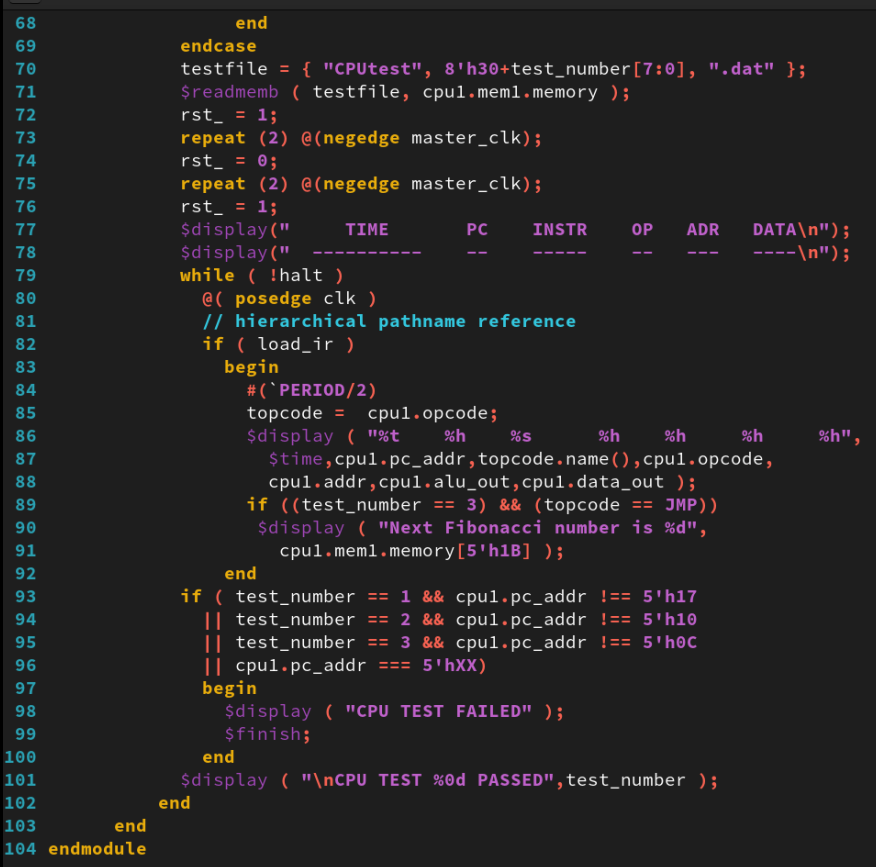 68                  end
69             endcase
70             testfile = { "CPUtest", 8'h30+test_number[7:0], ".dat" };
71             $readmemb ( testfile, cpu1.mem1.memory );
72             rst_ = 1;
73             repeat (2) @(negedge master_clk);
74             rst_ = 0;
75             repeat (2) @(negedge master_clk);
76             rst_ = 1;
77             $display("     TIME       PC    INSTR    OP   ADR   DATA\n");
78             $display("  ----------    --    -----    --   ---   ----\n");
79             while ( !halt )
80               @( posedge clk )
81               // hierarchical pathname reference
82               if ( load_ir )
83                 begin
84                   #(`PERIOD/2)
85                   topcode =  cpu1.opcode;
86                   $display ( "%t    %h    %s      %h    %h     %h     %h",
87                     $time,cpu1.pc_addr,topcode.name(),cpu1.opcode,
88                     cpu1.addr,cpu1.alu_out,cpu1.data_out );
89                   if ((test_number == 3) && (topcode == JMP))
90                    $display ( "Next Fibonacci number is %d",
91                      cpu1.mem1.memory[5'h1B] );
92                 end
93             if ( test_number == 1 && cpu1.pc_addr !== 5'h17
94               || test_number == 2 && cpu1.pc_addr !== 5'h10
95               || test_number == 3 && cpu1.pc_addr !== 5'h0C
96               || cpu1.pc_addr === 5'hXX)
97               begin
98                 $display ( "CPU TEST FAILED" );
99                 $finish;
100               end
101             $display ( "\nCPU TEST %0d PASSED",test_number );
102           end
103       end
104 endmodule